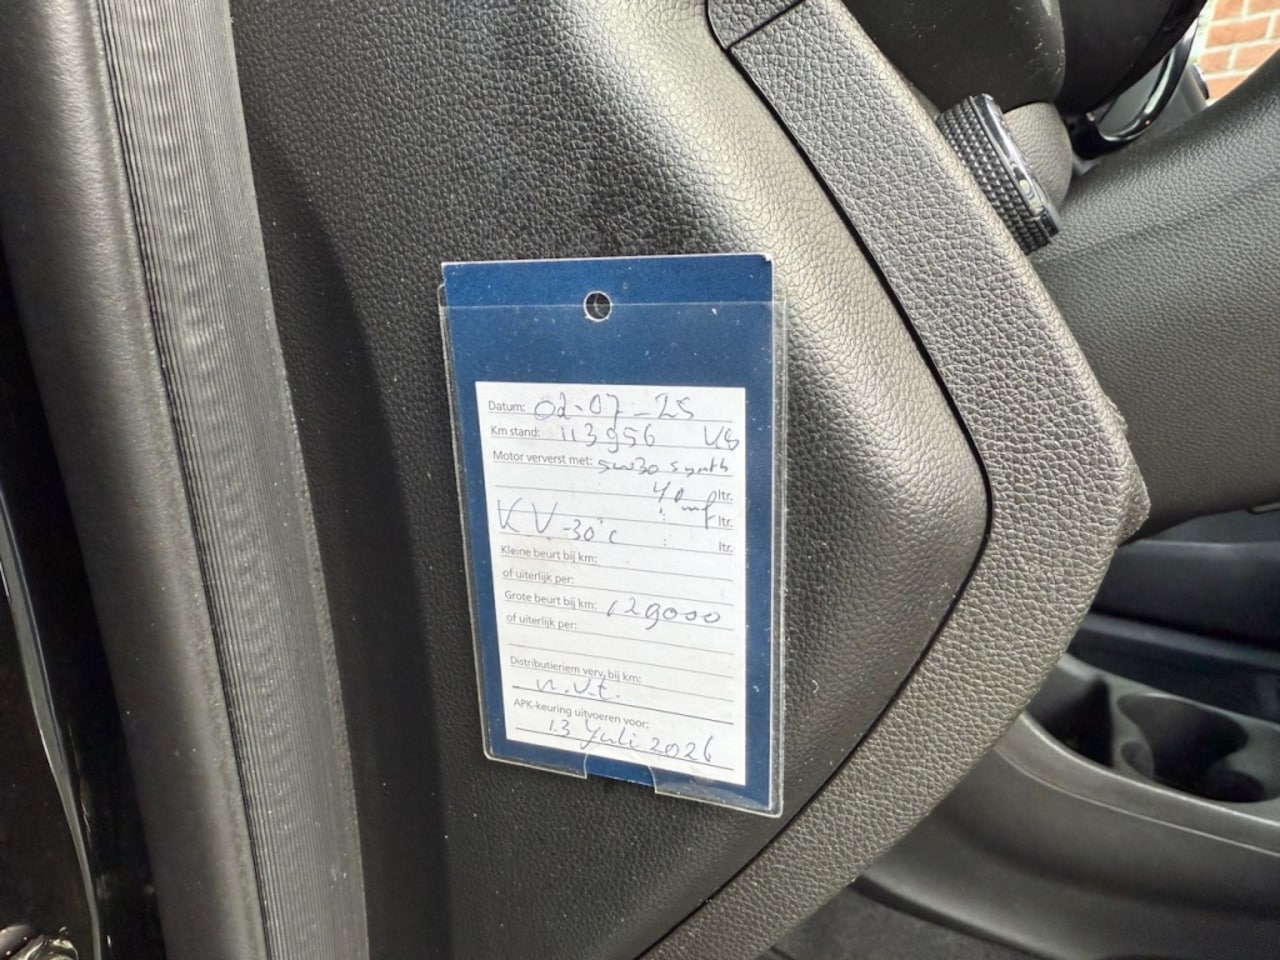 Datum: 02-07-25
Km stand: 113956
Motor ververst met: 5w30 synth
40 ltr.
ltr.
KV -30°c : ltr.
Kleine beurt bij km:
of uiterlijk per:
Grote beurt bij km: 129000
of uiterlijk per:
Distributieriem verv. bij km:
n.v.t.
APK-keuring uitvoeren voor:
13 Juli 2026